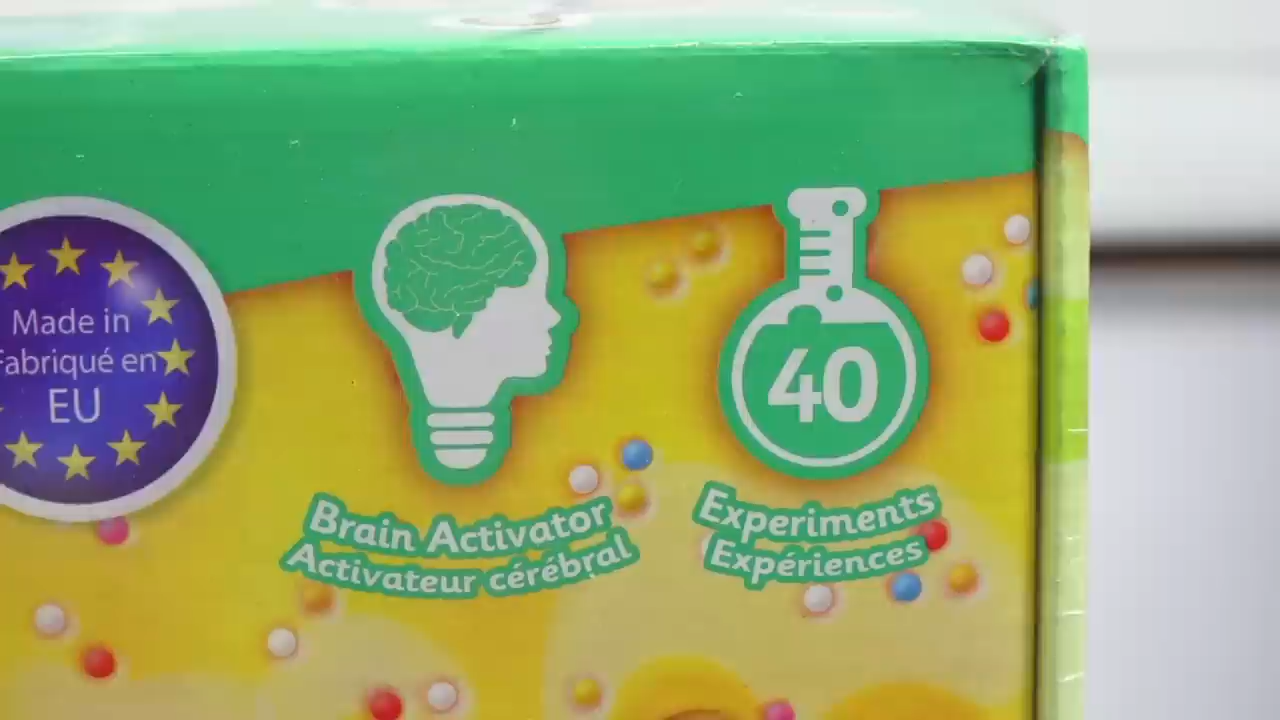 Made in
Fabriqué en
EU
40
Brain Activator
Activateur cérébral
Experiments
Expériences